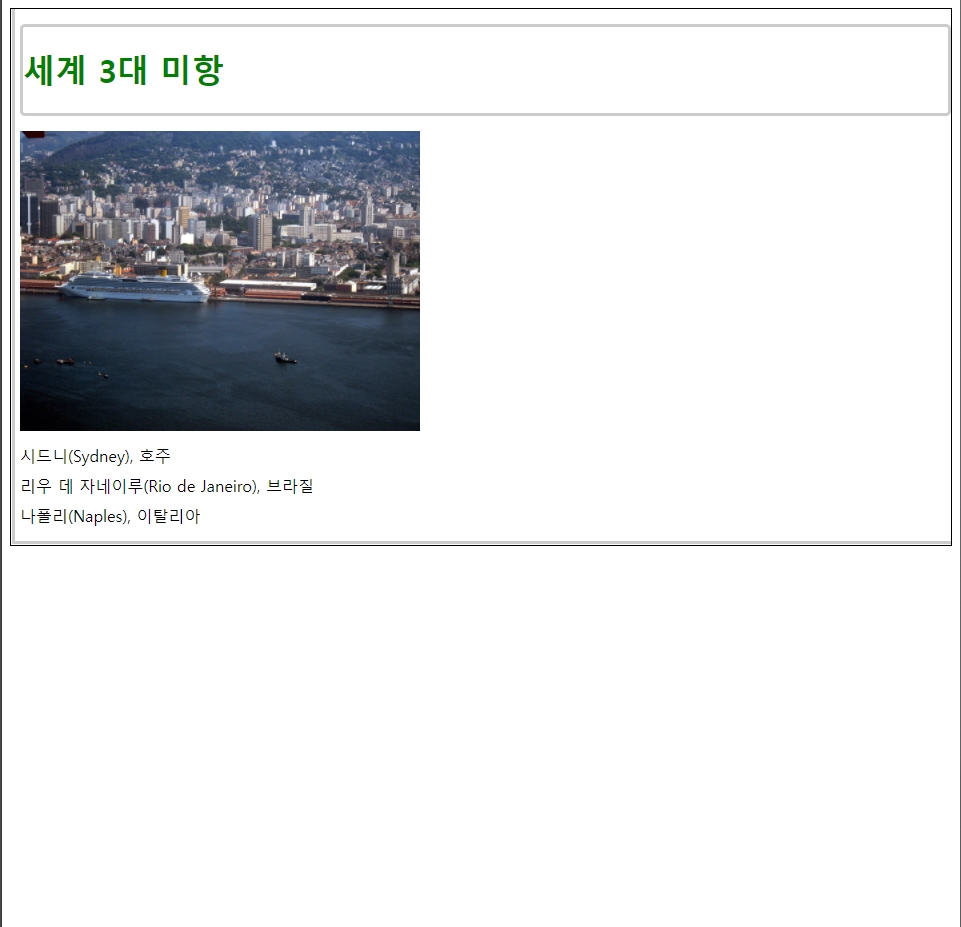 세계 3대 미항
시드니(Sydney), 호주
리우 데 자네이루(Rio de Janeiro), 브라질
나폴리(Naples), 이탈리아